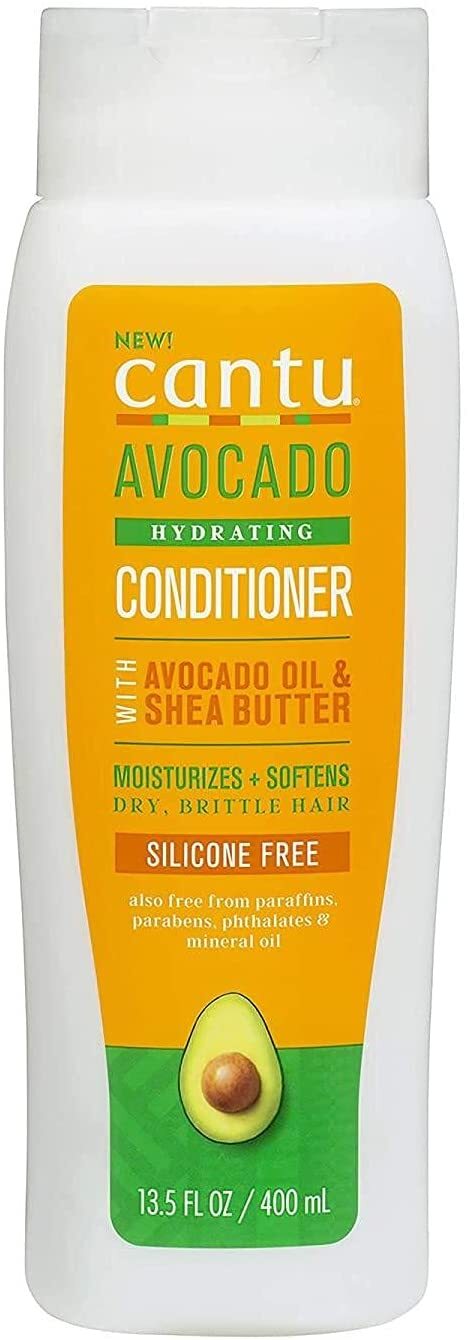 NEW!
cantu®
AVOCADO
HYDRATING
CONDITIONER
WITH AVOCADO OIL &
SHEA BUTTER
MOISTURIZES + SOFTENS
DRY, BRITTLE HAIR
SILICONE FREE
also free from paraffins,
parabens, phthalates &
mineral oil
13.5 FL OZ / 400 mL